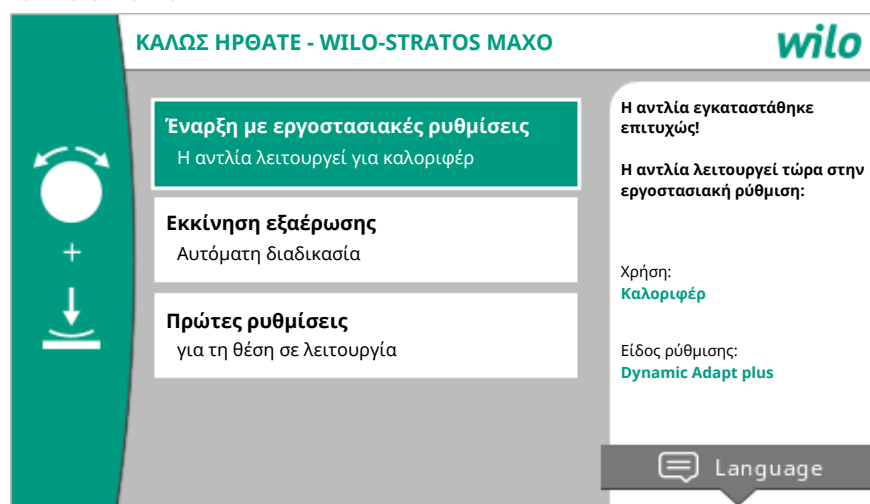 ΚΑΛΩΣ ΗΡΘΑΤΕ - WILO-STRATOS MAXO
wilo
Έναρξη με εργοστασιακές ρυθμίσεις
Η αντλία λειτουργεί για καλοριφέρ
Εκκίνηση εξαέρωσης
Αυτόματη διαδικασία
Πρώτες ρυθμίσεις
για τη θέση σε λειτουργία
Η αντλία εγκαταστάθηκε
επιτυχώς!
Η αντλία λειτουργεί τώρα στην
εργοστασιακή ρύθμιση:
Χρήση:
Καλοριφέρ
Είδος ρύθμισης:
Dynamic Adapt plus
Language